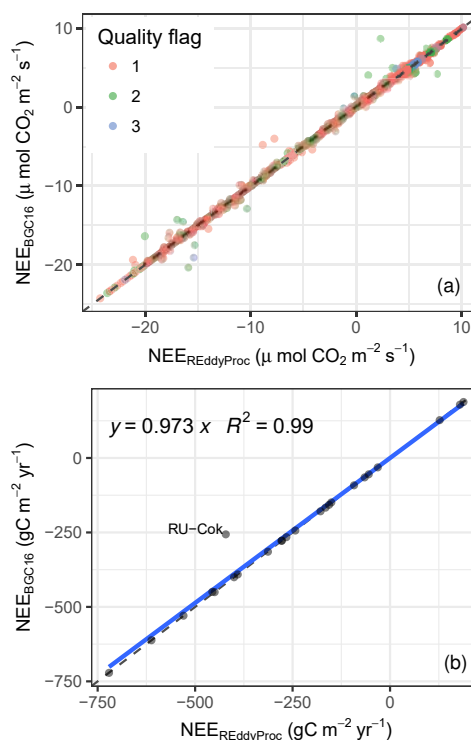 Quality flag
1
2
3
10
0
−10
−20
NEE_BGC16 (μ mol CO₂ m⁻² s⁻¹)
(a)
−20 −10 0 10
NEE_REddyProc (μ mol CO₂ m⁻² s⁻¹)
y = 0.973 x R² = 0.99
0
−250
−500
−750
NEE_BGC16 (gC m⁻² yr⁻¹)
RU−Cok
(b)
−750 −500 −250 0
NEE_REddyProc (gC m⁻² yr⁻¹)